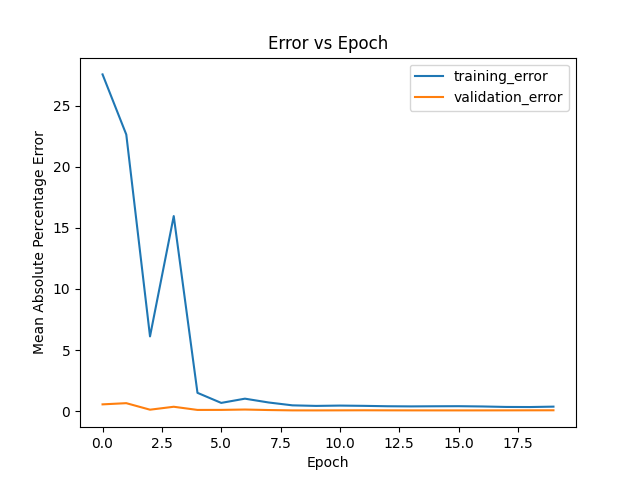 Error vs Epoch
training_error
validation_error
Mean Absolute Percentage Error
25
20
15
10
5
0
0.0 2.5 5.0 7.5 10.0 12.5 15.0 17.5
Epoch